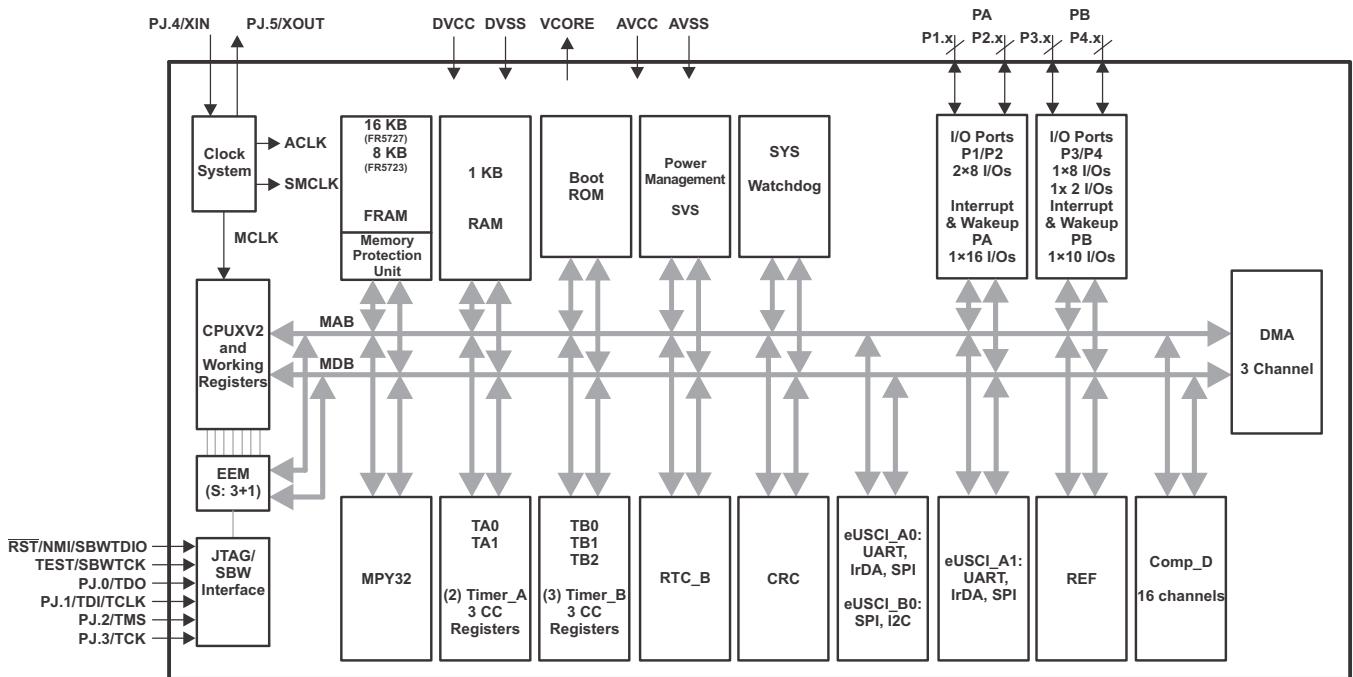 PJ.4/XIN
PJ.5/XOUT
DVCC
DVSS
VCORE
AVCC
AVSS
PA
PB
P1.x
P2.x
P3.x
P4.x
Clock
System
ACLK
SMCLK
MCLK
16 KB
(FR5727)
8 KB
(FR5723)
FRAM
Memory
Protection
Unit
1 KB
RAM
Boot
ROM
Power
Management
SVS
SYS
Watchdog
I/O Ports
P1/P2
2×8 I/Os
Interrupt
& Wakeup
PA
1×16 I/Os
I/O Ports
P3/P4
1×8 I/Os
1x 2 I/Os
Interrupt
& Wakeup
PB
1×10 I/Os
CPUXV2
and
Working
Registers
MAB
MDB
DMA
3 Channel
EEM
(S: 3+1)
RST/NMI/SBWTDIO
TEST/SBWTCK
PJ.0/TDO
PJ.1/TDI/TCLK
PJ.2/TMS
PJ.3/TCK
JTAG/
SBW
Interface
MPY32
TA0
TA1
(2) Timer_A
3 CC
Registers
TB0
TB1
TB2
(3) Timer_B
3 CC
Registers
RTC_B
CRC
eUSCI_A0:
UART,
IrDA, SPI
eUSCI_B0:
SPI, I2C
eUSCI_A1:
UART,
IrDA, SPI
REF
Comp_D
16 channels